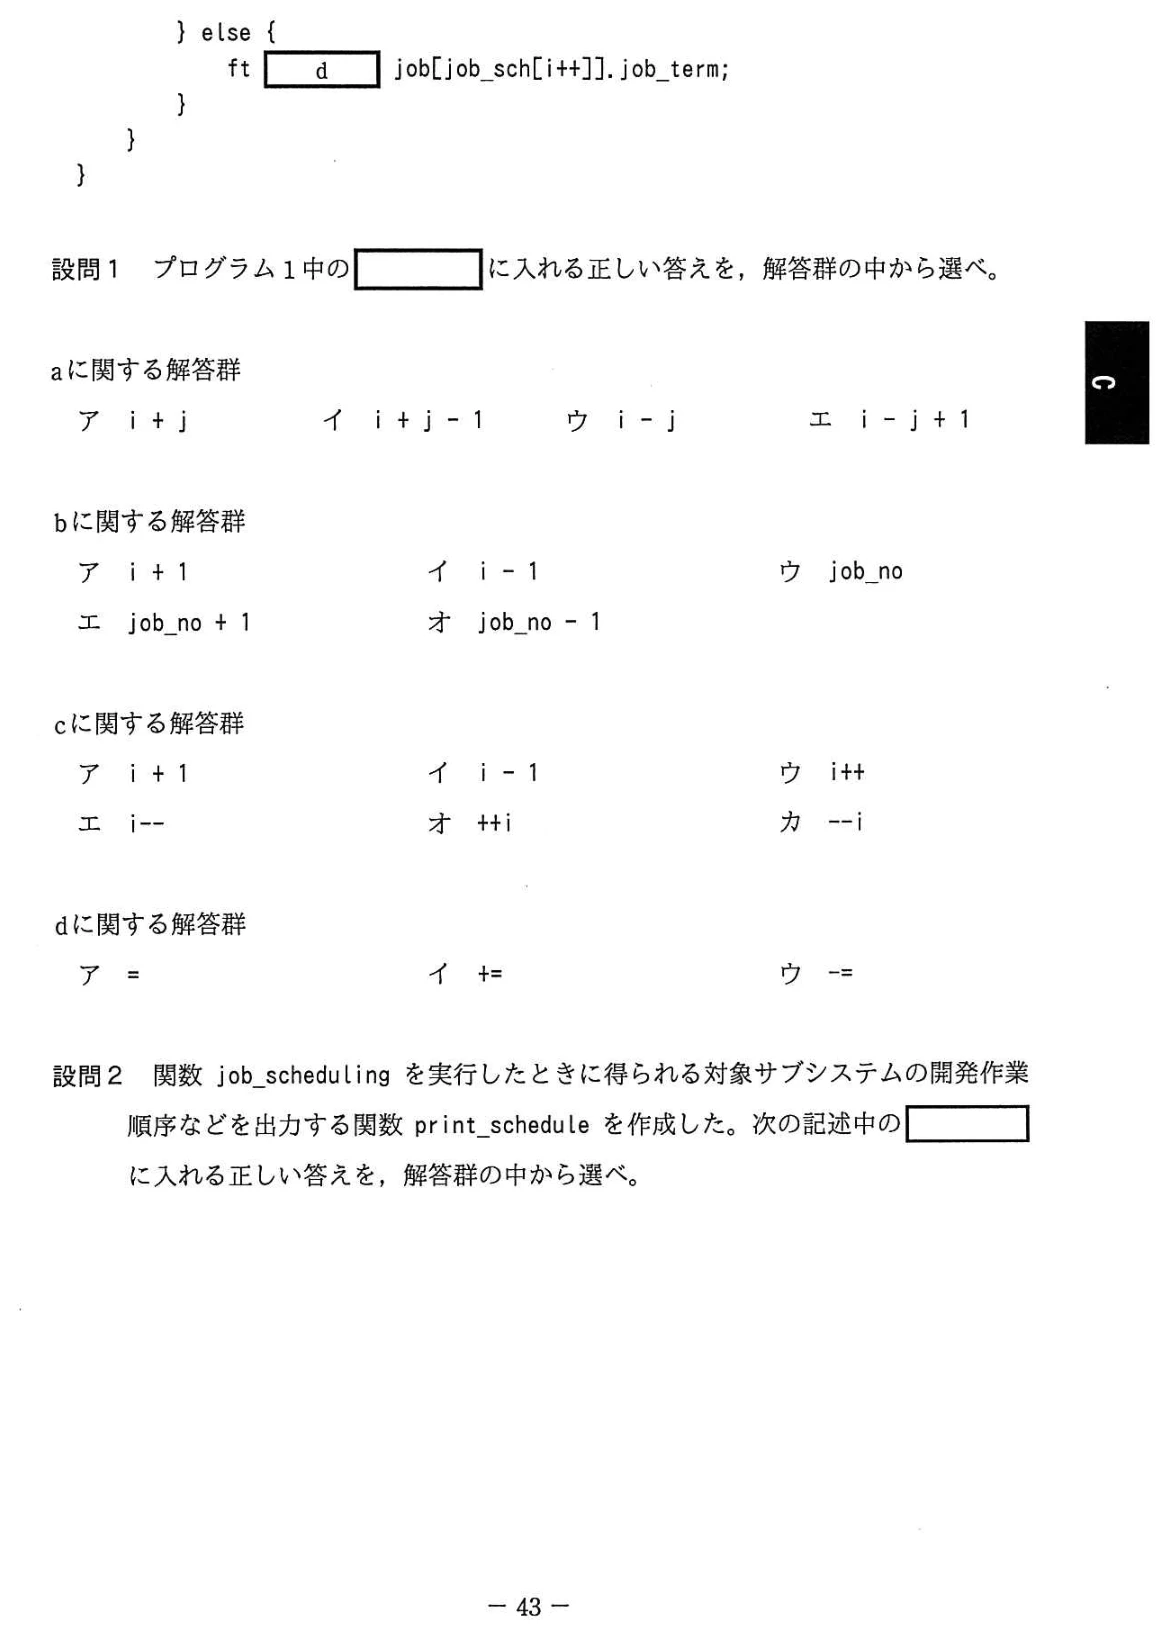 } else {
ft d job[job_sch[i++]].job_term;
}
}
}
設問1 プログラム1中の に入れる正しい答えを，解答群の中から選べ。
aに関する解答群
ア i + j イ i + j - 1 ウ i - j エ i - j + 1
C
bに関する解答群
ア i + 1 イ i - 1 ウ job_no
エ job_no + 1 オ job_no - 1
cに関する解答群
ア i + 1 イ i - 1 ウ i++
エ i-- オ ++i カ --i
dに関する解答群
ア = イ += ウ -=
設問2 関数 job_scheduling を実行したときに得られる対象サブシステムの開発作業
順序などを出力する関数 print_schedule を作成した。次の記述中の
に入れる正しい答えを，解答群の中から選べ。
— 43 —